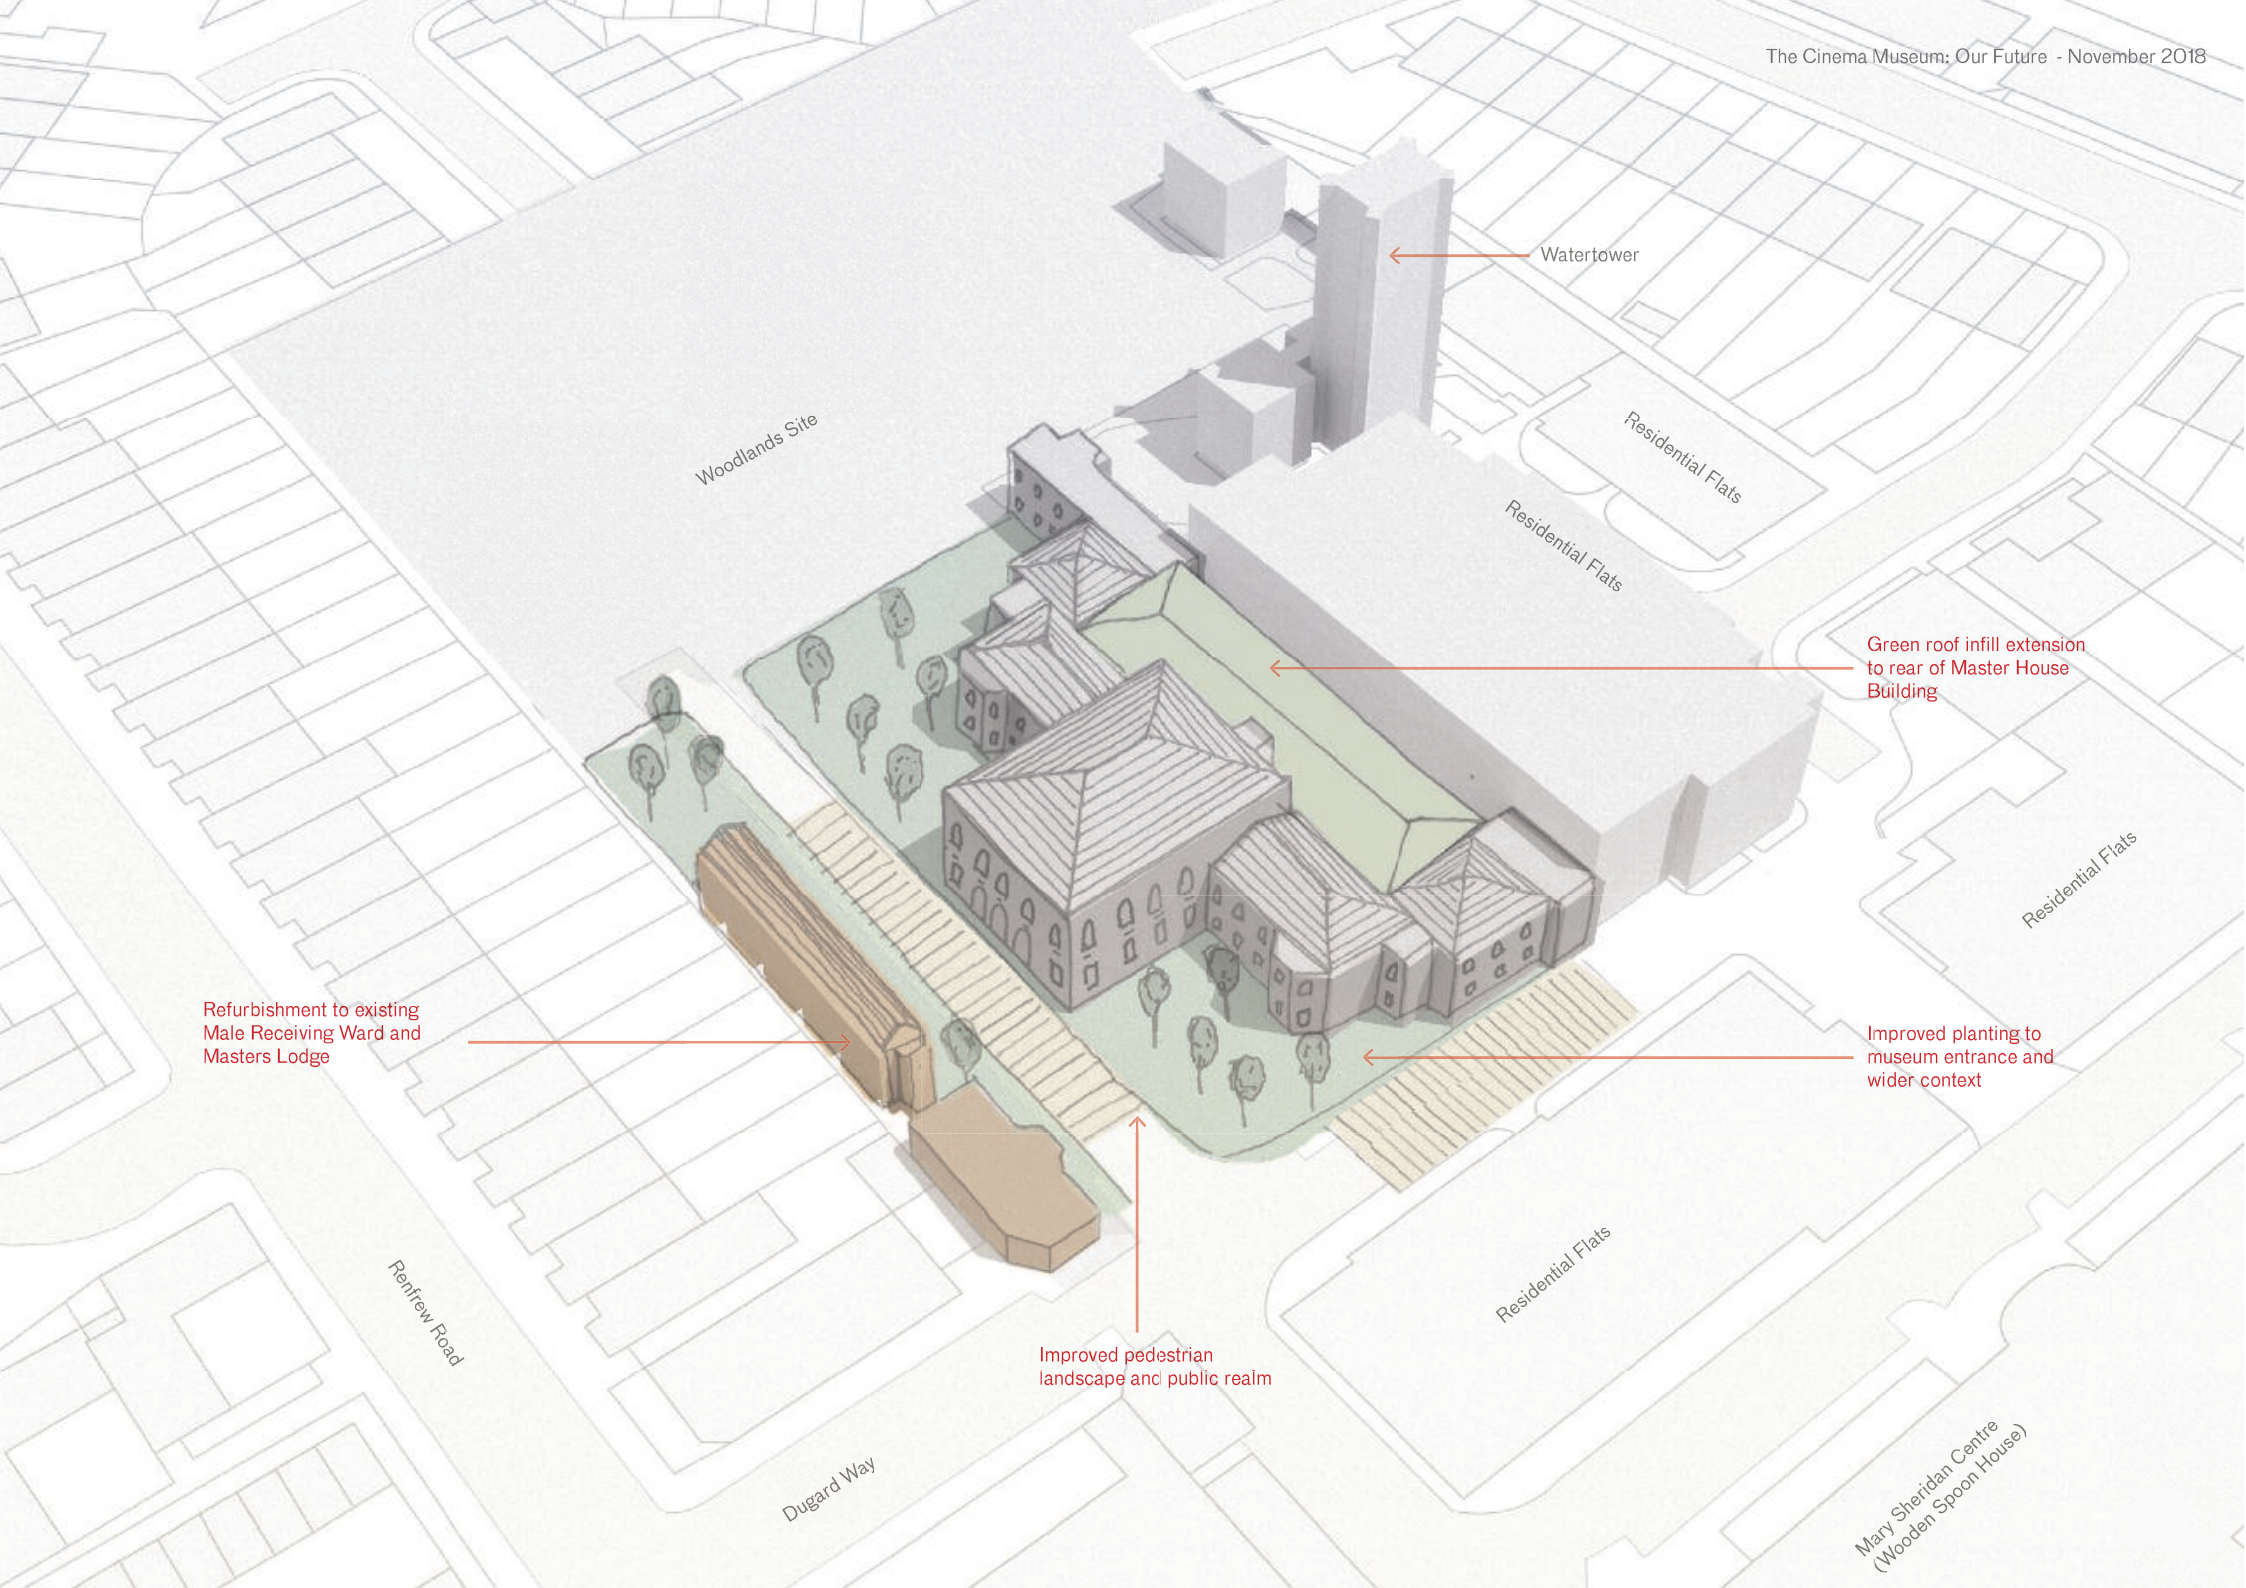 The Cinema Museum: Our Future - November 2018
Watertower
Woodlands Site
Residential Flats
Residential Flats
Green roof infill extension
to rear of Master House
Building
Residential Flats
Refurbishment to existing
Male Receiving Ward and
Masters Lodge
Improved planting to
museum entrance and
wider context
Residential Flats
Renfrew Road
Improved pedestrian
landscape and public realm
Dugard Way
Mary Sheridan Centre
(Wooden Spoon House)